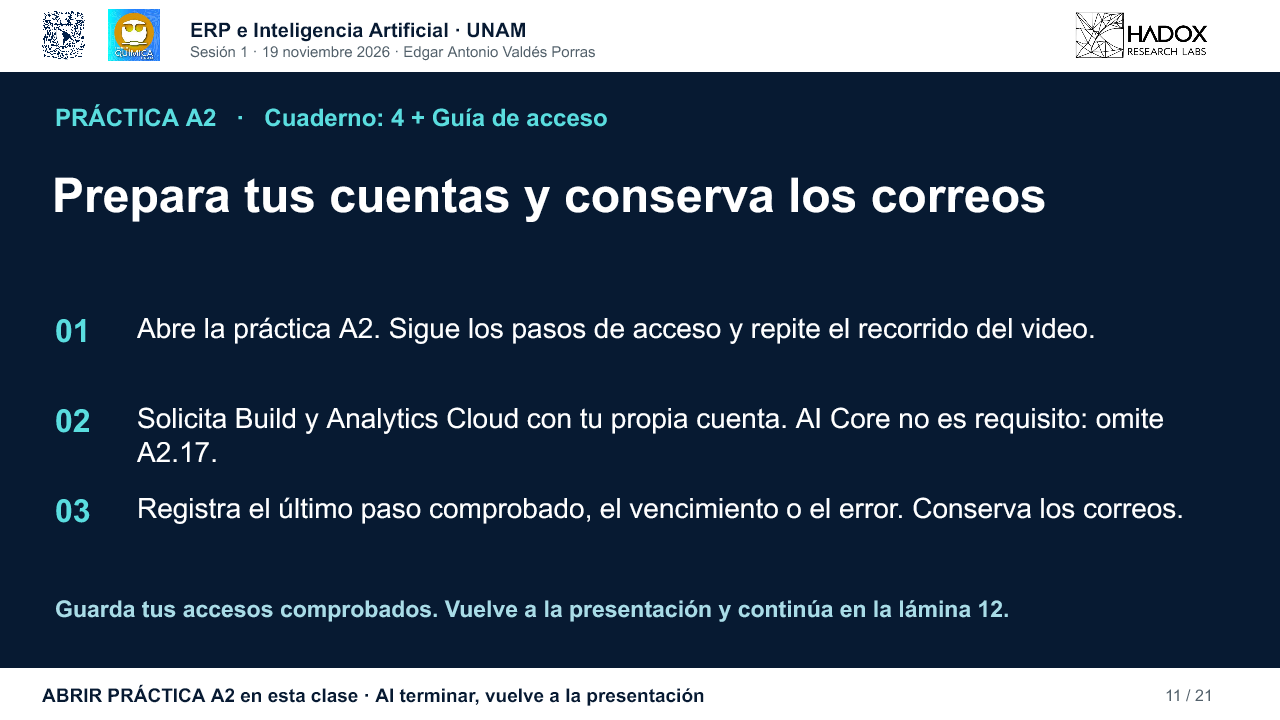 ERP e Inteligencia Artificial · UNAM
Sesión 1 · 19 noviembre 2026 · Edgar Antonio Valdés Porras
QUÍMICA
HADOX
RESEARCH LABS
PRÁCTICA A2 · Cuaderno: 4 + Guía de acceso
Prepara tus cuentas y conserva los correos
01 Abre la práctica A2. Sigue los pasos de acceso y repite el recorrido del video.
02 Solicita Build y Analytics Cloud con tu propia cuenta. AI Core no es requisito: omite
A2.17.
03 Registra el último paso comprobado, el vencimiento o el error. Conserva los correos.
Guarda tus accesos comprobados. Vuelve a la presentación y continúa en la lámina 12.
ABRIR PRÁCTICA A2 en esta clase · Al terminar, vuelve a la presentación
11 / 21